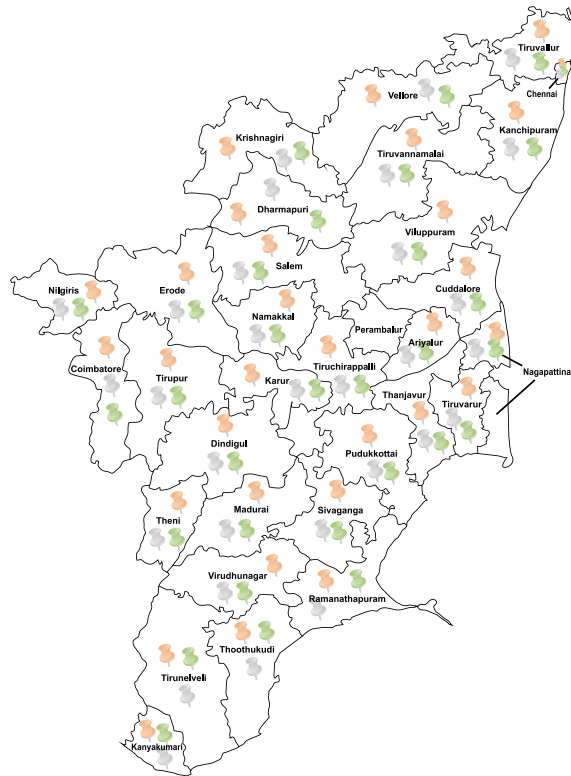 Tiruvallur
Chennai
Vellore
Kanchipuram
Krishnagiri
Tiruvannamalai
Dharmapuri
Viluppuram
Salem
Nilgiris
Erode
Cuddalore
Namakkal
Perambalur
Ariyalur
Coimbatore
Tiruchirappalli
Nagapattina
Tirupur
Karur
Thanjavur
Tiruvarur
Dindigul
Pudukkottai
Theni
Madurai
Sivaganga
Virudhunagar
Ramanathapuram
Thoothukudi
Tirunelveli
Kanyakumari